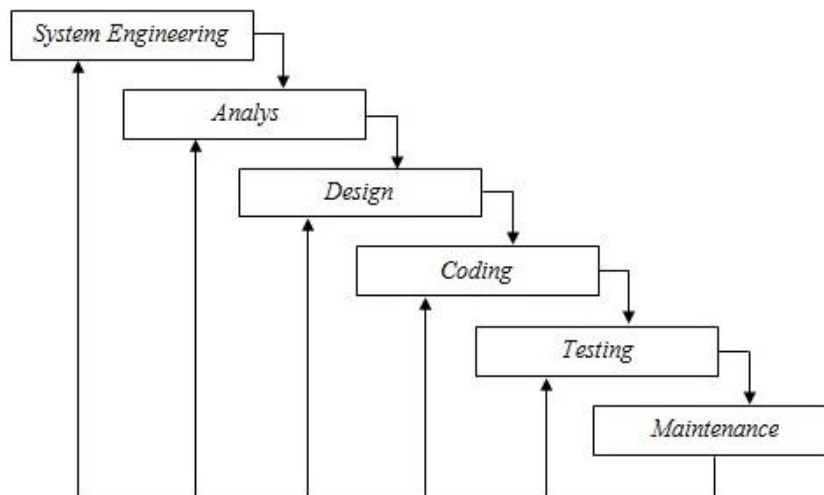 System Engineering
Analys
Design
Coding
Testing
Maintenance